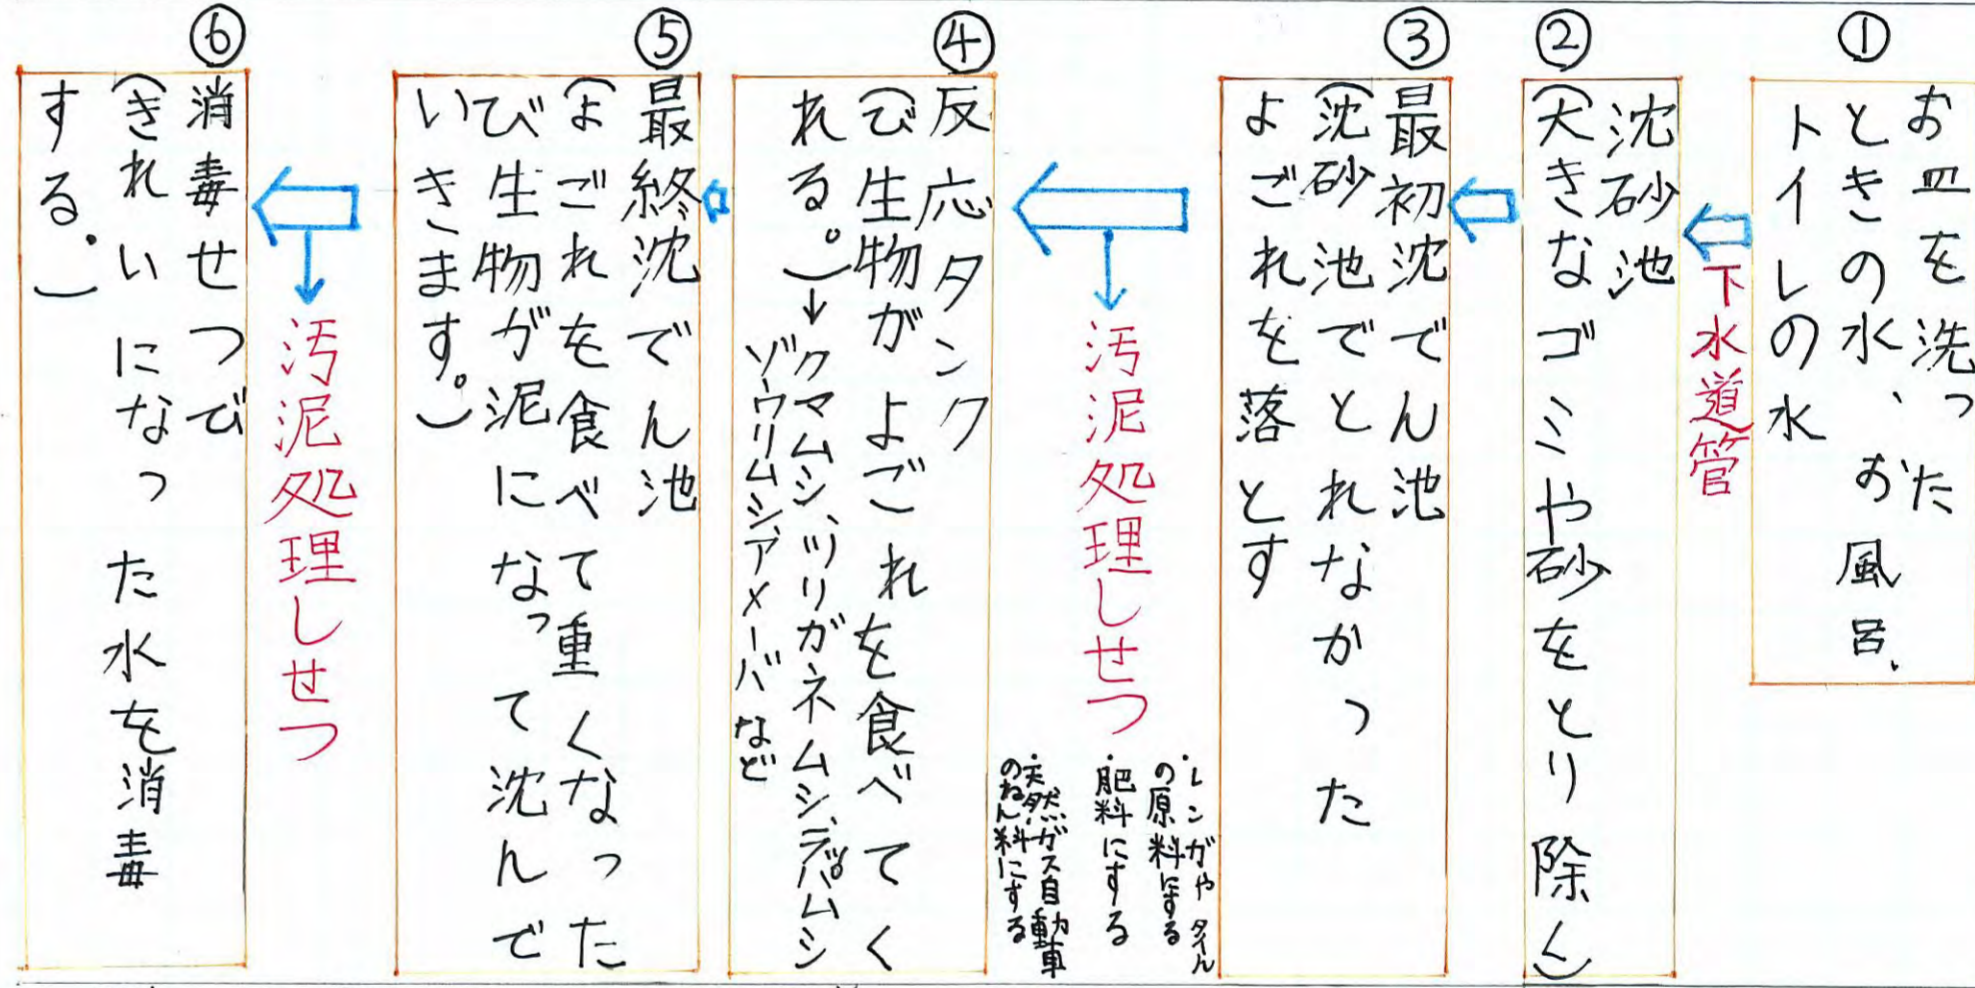 ①
お皿を洗った
ときの水、お風呂、
トイレの水
下水道管
②
沈砂池
(大きなゴミや砂をとり除く)
③
最初沈でん池
(沈砂池でとれなかった
よごれを落とす
汚泥処理しせつ
・レンガやタイル
の原料にする
・肥料にする
・天然ガス自動車
のねん料にする
④
反応タンク
(び生物がよごれを食べてく
れる。)→クマムシ、ツリガネムシ、ラッパムシ
ゾウリムシ、アメーバなど
⑤
最終沈でん池
(よごれを食べて重くなった
び生物が泥になって沈んで
いきます。)
汚泥処理しせつ
⑥
消毒せつび
(きれいになった水を消毒
する。)